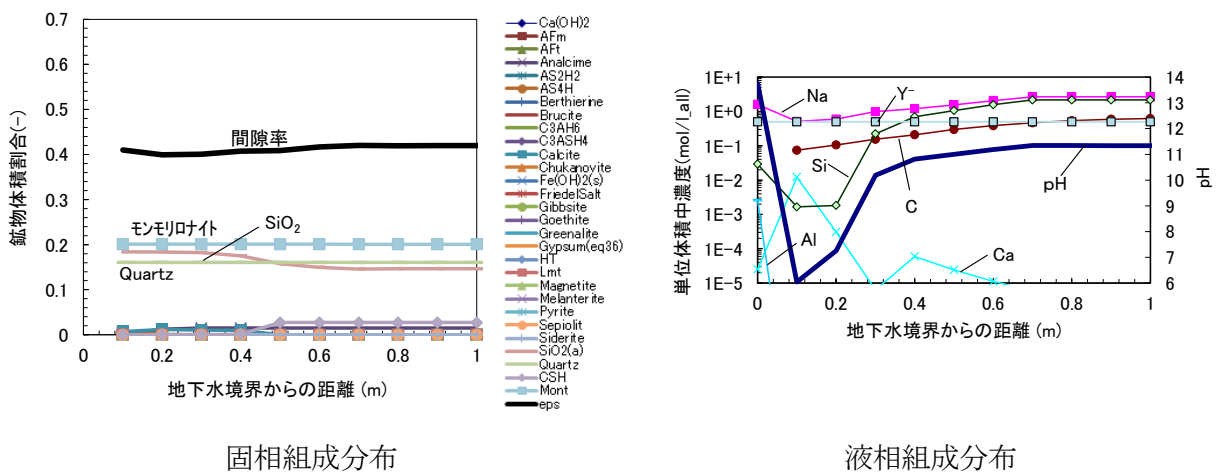 0.7
0.6
0.5
0.4
0.3
0.2
0.1
0
鉱物体積割合(-)
間隙率
モンモリロナイト
SiO2
Quartz
0 0.2 0.4 0.6 0.8 1
地下水境界からの距離 (m)
Ca(OH)2
AFm
AFt
Analcime
AS2H2
AS4H
Berthierine
Brucite
C3AH6
C3ASH4
Calcite
Chukanovite
Fe(OH)2(s)
FriedelSalt
Gibbsite
Goethite
Greenalite
Gypsum(eq36)
HT
Lmt
Magnetite
Melanterite
Pyrite
Sepiolit
Siderite
SiO2(a)
Quartz
CSH
Mont
eps
固相組成分布
1E+1
1E+0
1E-1
1E-2
1E-3
1E-4
1E-5
単位体積中濃度(mol/l_all)
Na
Y⁻
Si
C
pH
Al
Ca
14
13
12
11
10
9
8
7
6
pH
0 0.2 0.4 0.6 0.8 1
地下水境界からの距離 (m)
液相組成分布